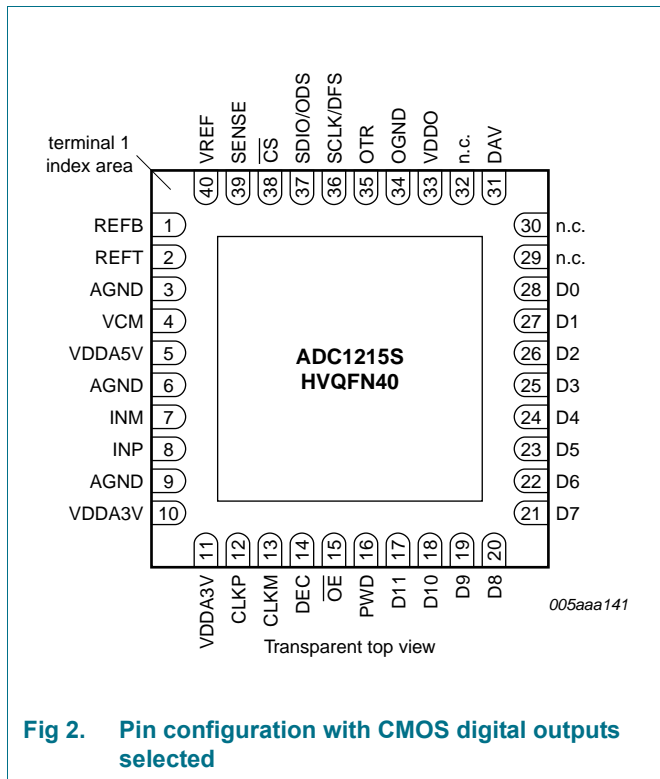 terminal 1
index area
VREF
SENSE
CS
SDIO/ODS
SCLK/DFS
OTR
OGND
VDDO
n.c.
DAV
40 39 38 37 36 35 34 33 32 31
REFB 1
REFT 2
AGND 3
VCM 4
VDDA5V 5
AGND 6
INM 7
INP 8
AGND 9
VDDA3V 10
ADC1215S
HVQFN40
30 n.c.
29 n.c.
28 D0
27 D1
26 D2
25 D3
24 D4
23 D5
22 D6
21 D7
11 12 13 14 15 16 17 18 19 20
VDDA3V
CLKP
CLKM
DEC
OE
PWD
D11
D10
D9
D8
005aaa141
Transparent top view
Fig 2. Pin configuration with CMOS digital outputs
selected